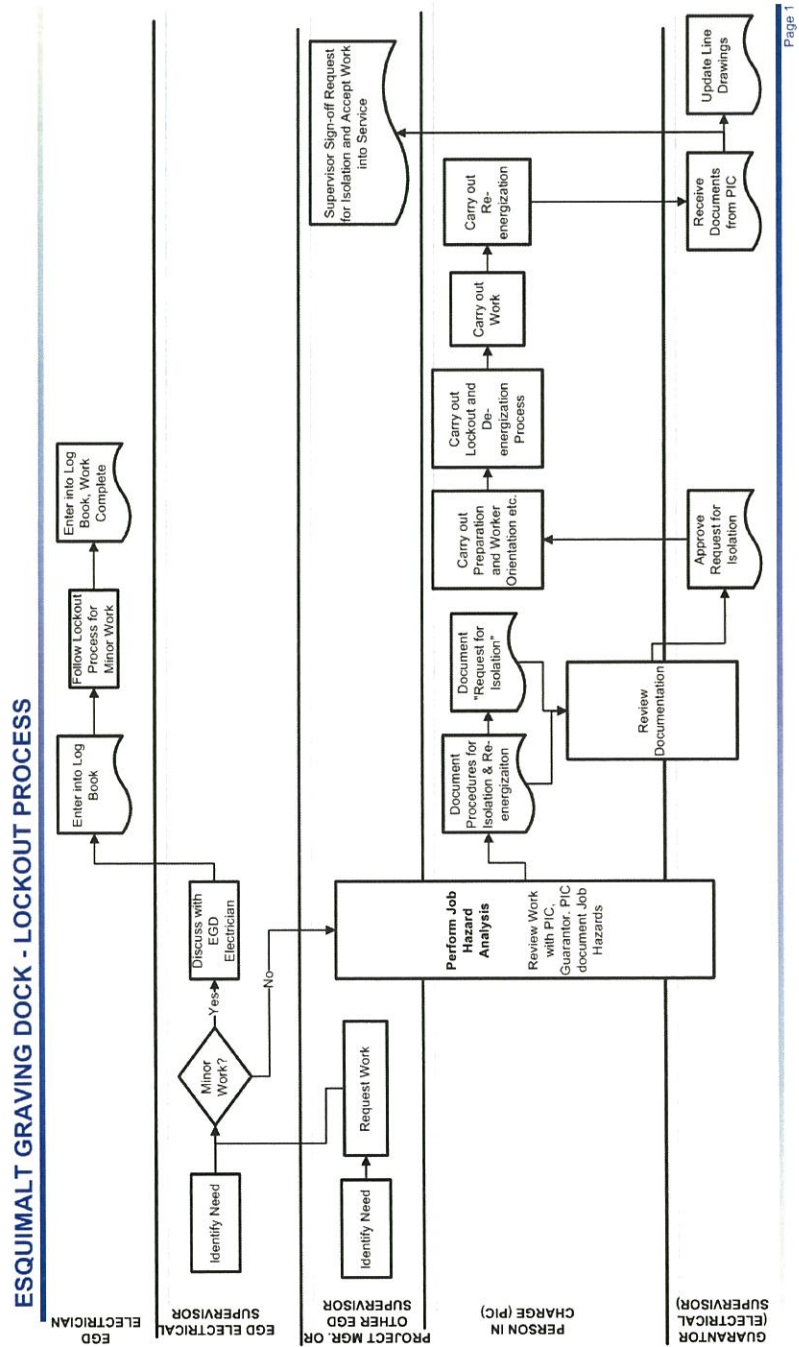 ESQUIMALT GRAVING DOCK - LOCKOUT PROCESS
EGD
ELECTRICIAN
Enter into Log
Book
Follow Lockout
Process for
Minor Work
Enter into Log
Book, Work
Complete
EGD ELECTRICAL
SUPERVISOR
Identify Need
Minor
Work?
Yes
No
Discuss with
EGD
Electrician
PROJECT MGR. OR
OTHER EGD
SUPERVISOR
Identify Need
Request Work
Supervisor Sign-off Request
for Isolation and Accept Work
into Service
PERSON IN
CHARGE (PIC)
Perform Job
Hazard
Analysis
Review Work
with PIC,
Guarantor. PIC
document Job
Hazards
Document
Procedures for
Isolation & Re-
energizaiton
Document
"Request for
Isolation"
Carry out
Preparation
and Worker
Orientation etc.
Carry out
Lockout and
De-
energization
Process
Carry out
Work
Carry out
Re-
energization
GUARANTOR
(ELECTRICAL
SUPERVISOR)
Review
Documentation
Approve
Request for
Isolation
Receive
Documents
from PIC
Update Line
Drawings
Page 1